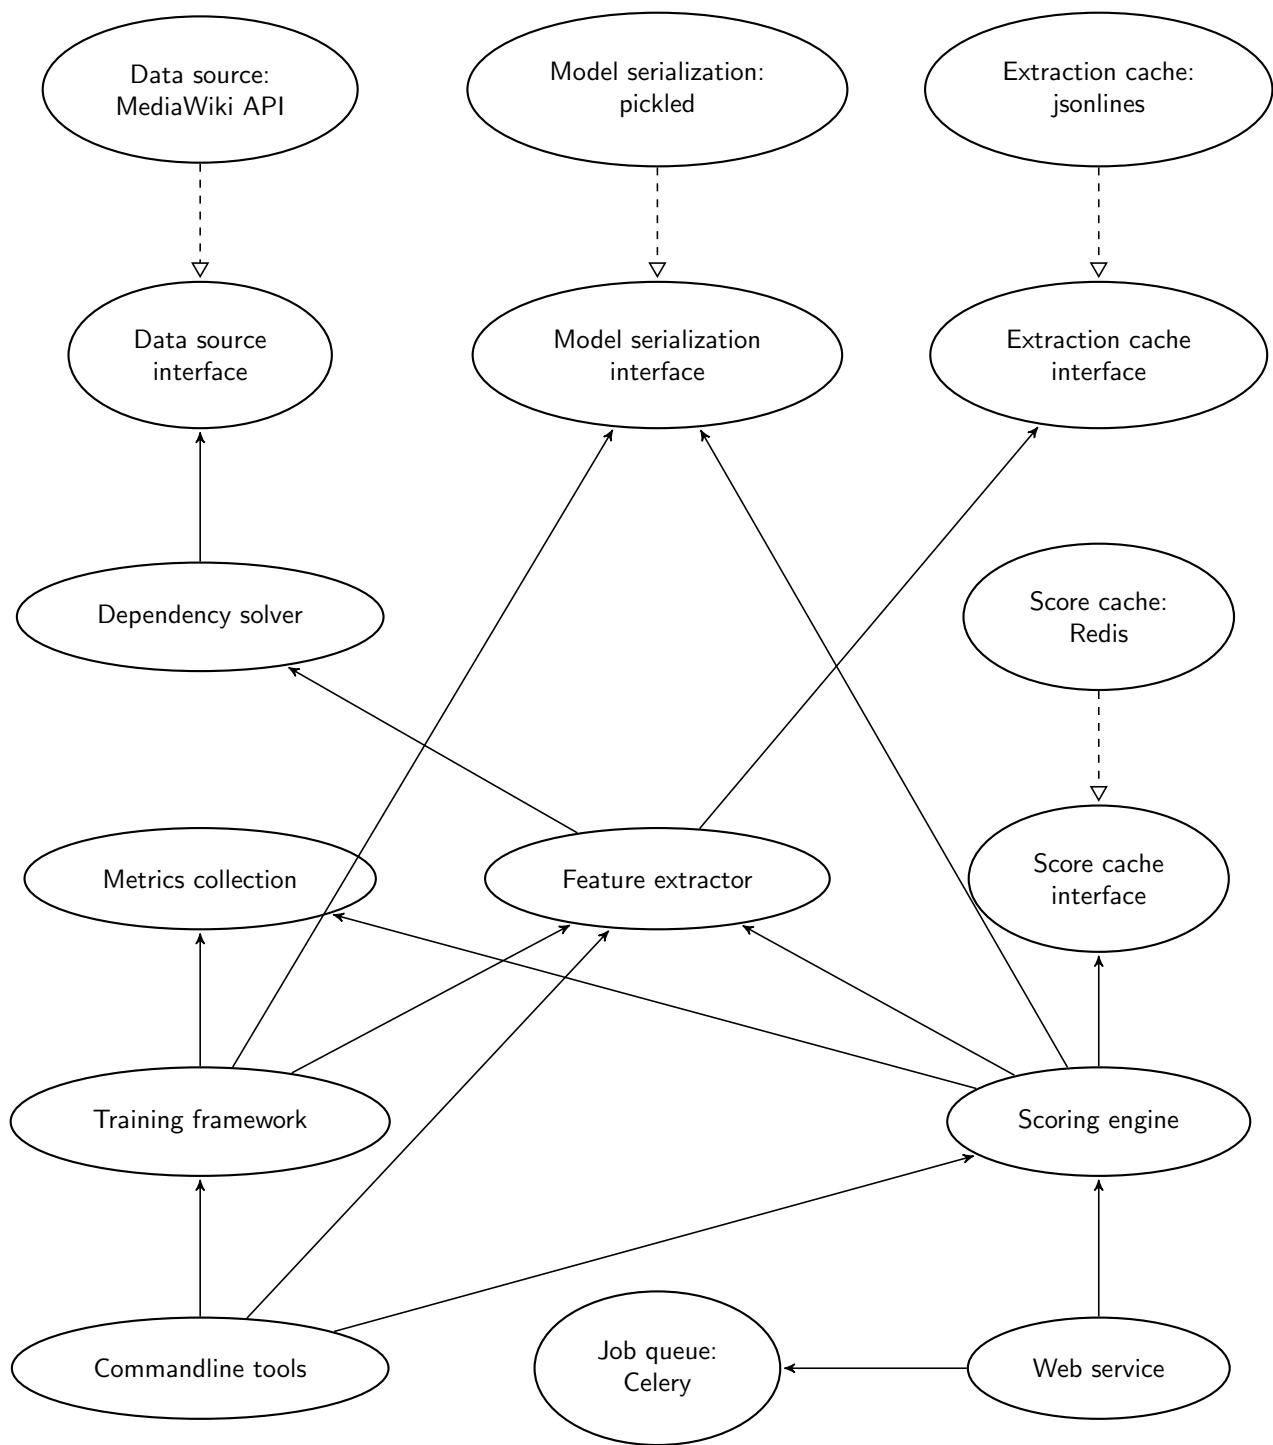 Data source:
MediaWiki API
Model serialization:
pickled
Extraction cache:
jsonlines
Data source
interface
Model serialization
interface
Extraction cache
interface
Dependency solver
Score cache:
Redis
Metrics collection
Feature extractor
Score cache
interface
Training framework
Scoring engine
Commandline tools
Job queue:
Celery
Web service